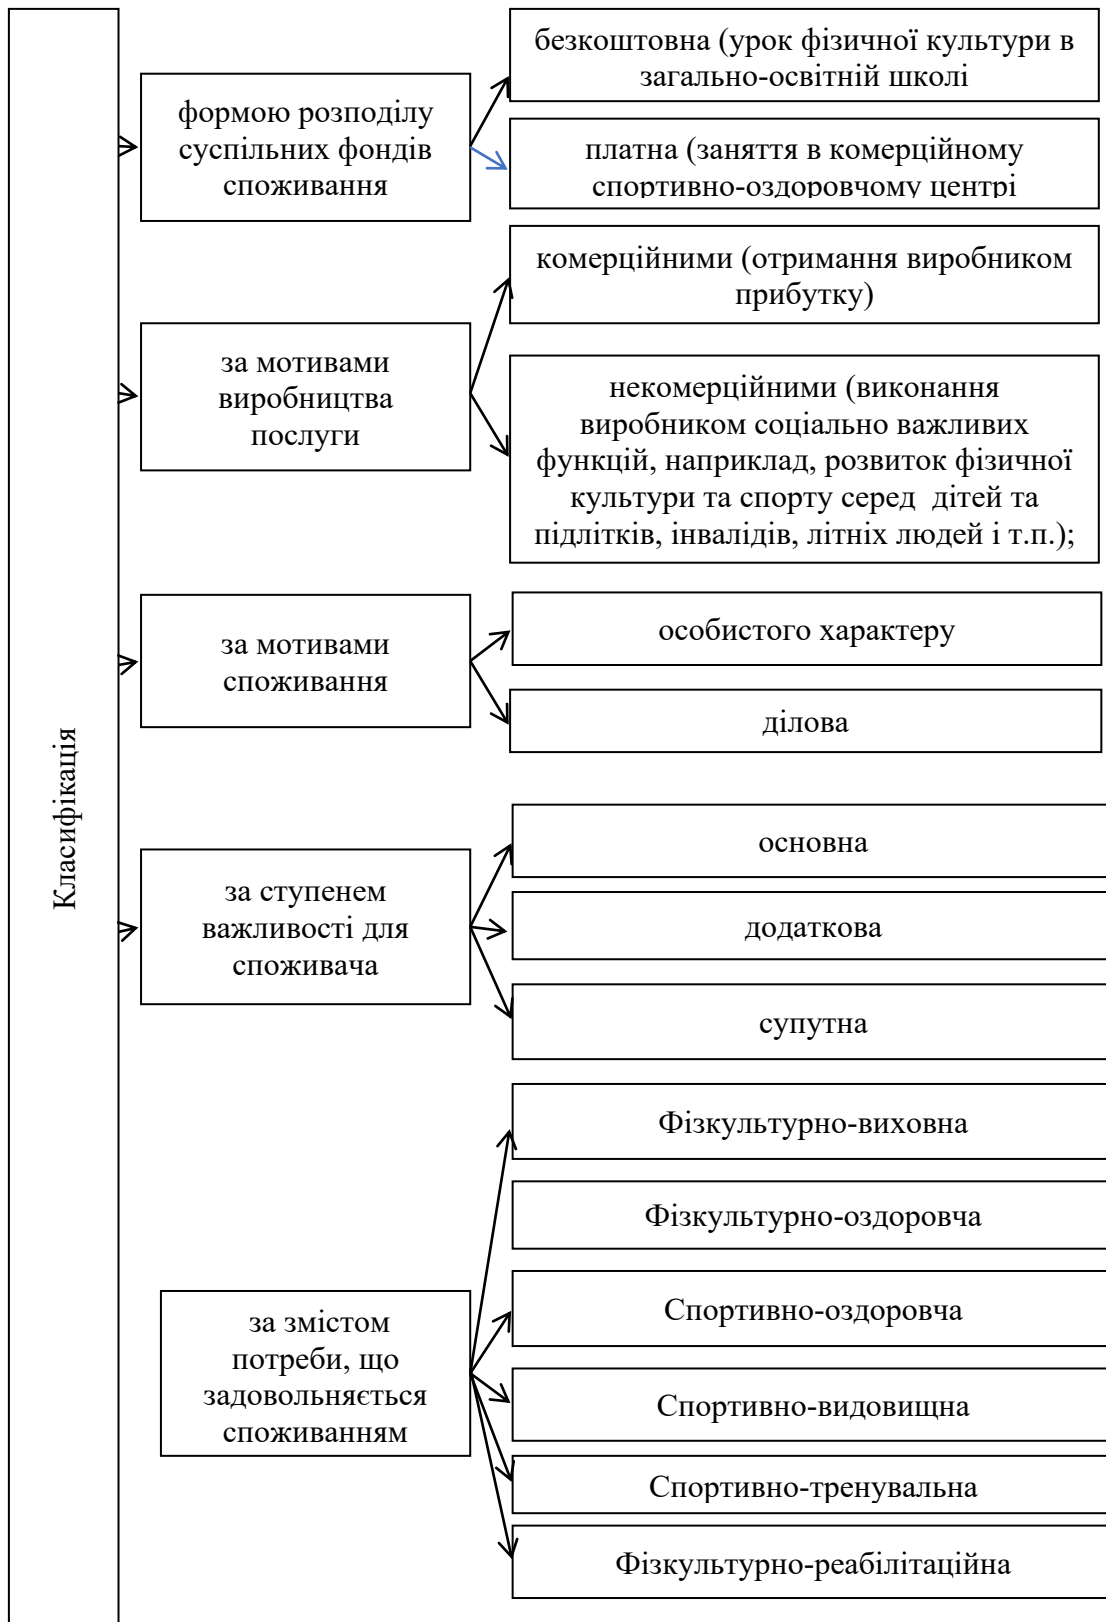 Класифікація
формою розподілу
суспільних фондів
споживання
безкоштовна (урок фізичної культури в
загально-освітній школі
платна (заняття в комерційному
спортивно-оздоровчому центрі
за мотивами
виробництва
послуги
комерційними (отримання виробником
прибутку)
некомерційними (виконання
виробником соціально важливих
функцій, наприклад, розвиток фізичної
культури та спорту серед дітей та
підлітків, інвалідів, літніх людей і т.п.);
за мотивами
споживання
особистого характеру
ділова
за ступенем
важливості для
споживача
основна
додаткова
супутна
за змістом
потреби, що
задовольняється
споживанням
Фізкультурно-виховна
Фізкультурно-оздоровча
Спортивно-оздоровча
Спортивно-видовищна
Спортивно-тренувальна
Фізкультурно-реабілітаційна